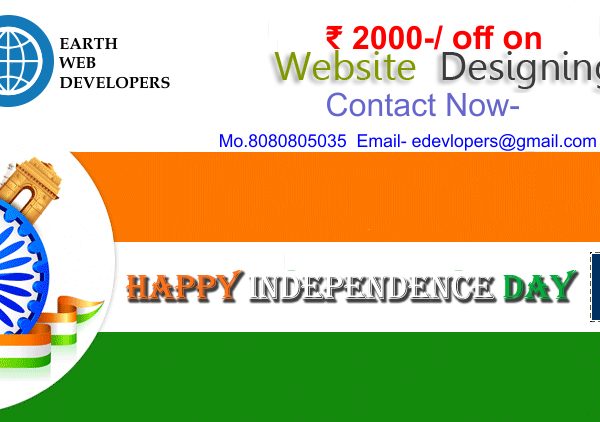 EARTH
WEB
DEVELOPERS
₹ 2000-/ off on
Website Designing
Contact Now-
Mo.8080805035 Email- edevlopers@gmail.com
HAPPY INDEPENDENCE DAY